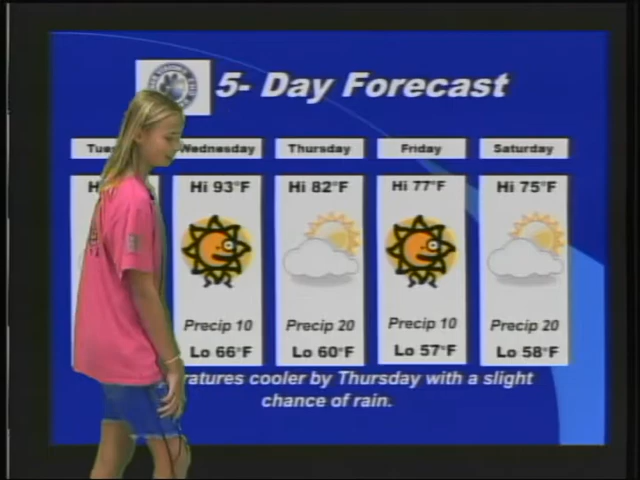 5- Day Forecast
Wednesday Thursday Friday Saturday
Hi 93°F Hi 82°F Hi 77°F Hi 75°F
Precip 10 Precip 20 Precip 10 Precip 20
Lo 66°F Lo 60°F Lo 57°F Lo 58°F
cooler by Thursday with a slight
chance of rain.